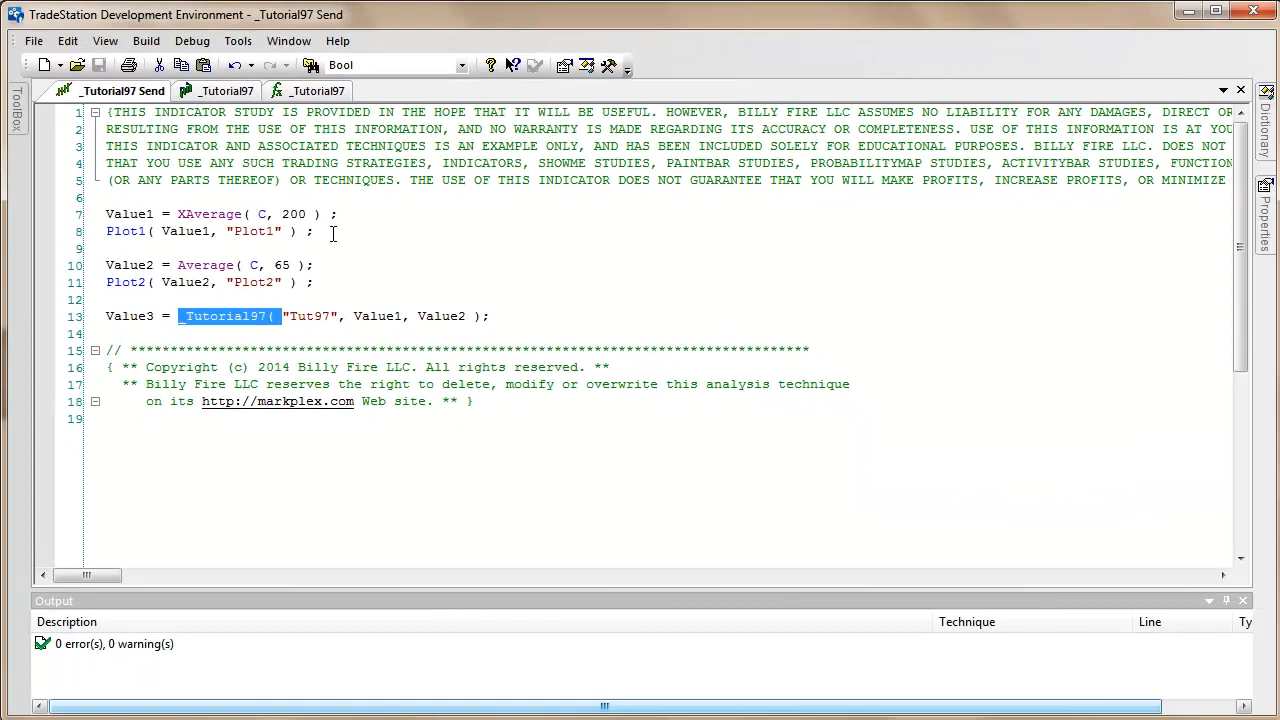 TradeStation Development Environment - _Tutorial97 Send
File Edit View Build Debug Tools Window Help
Bool
_Tutorial97 Send _Tutorial97 _Tutorial97
ToolBox
Dictionary
Properties
1 {THIS INDICATOR STUDY IS PROVIDED IN THE HOPE THAT IT WILL BE USEFUL. HOWEVER, BILLY FIRE LLC ASSUMES NO LIABILITY FOR ANY DAMAGES, DIRECT OR
2 RESULTING FROM THE USE OF THIS INFORMATION, AND NO WARRANTY IS MADE REGARDING ITS ACCURACY OR COMPLETENESS. USE OF THIS INFORMATION IS AT YOU
3 THIS INDICATOR AND ASSOCIATED TECHNIQUES IS AN EXAMPLE ONLY, AND HAS BEEN INCLUDED SOLELY FOR EDUCATIONAL PURPOSES. BILLY FIRE LLC. DOES NOT
4 THAT YOU USE ANY SUCH TRADING STRATEGIES, INDICATORS, SHOWME STUDIES, PAINTBAR STUDIES, PROBABILITYMAP STUDIES, ACTIVITYBAR STUDIES, FUNCTION
5 (OR ANY PARTS THEREOF) OR TECHNIQUES. THE USE OF THIS INDICATOR DOES NOT GUARANTEE THAT YOU WILL MAKE PROFITS, INCREASE PROFITS, OR MINIMIZE
6
7 Value1 = XAverage( C, 200 ) ;
8 Plot1( Value1, "Plot1" ) ;
9
10 Value2 = Average( C, 65 );
11 Plot2( Value2, "Plot2" ) ;
12
13 Value3 = _Tutorial97( "Tut97", Value1, Value2 );
14
15 // *************************************************************************************
16 { ** Copyright (c) 2014 Billy Fire LLC. All rights reserved. **
17 ** Billy Fire LLC reserves the right to delete, modify or overwrite this analysis technique
18 on its http://markplex.com Web site. ** }
19
Output
Description Technique Line Ty
0 error(s), 0 warning(s)